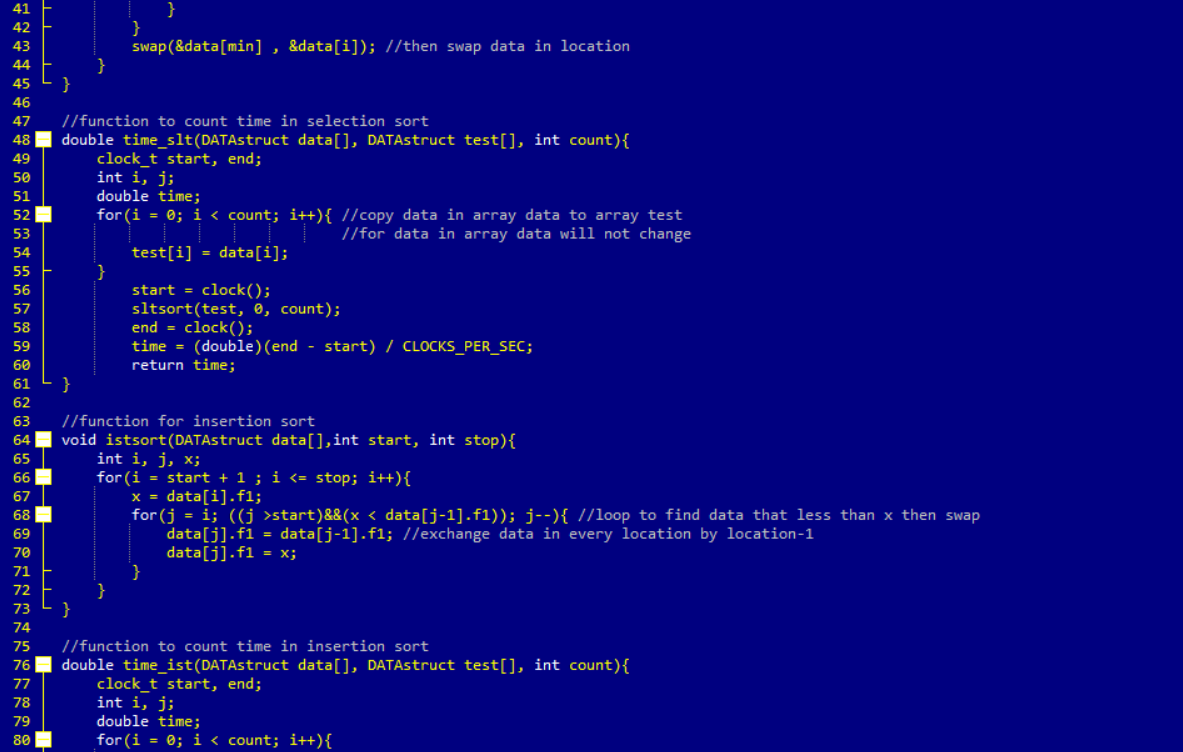 41 }
42 }
43 swap(&data[min] , &data[i]); //then swap data in location
44 }
45 }
46
47 //function to count time in selection sort
48 double time_slt(DATAstruct data[], DATAstruct test[], int count){
49 clock_t start, end;
50 int i, j;
51 double time;
52 for(i = 0; i < count; i++){ //copy data in array data to array test
53 //for data in array data will not change
54 test[i] = data[i];
55 }
56 start = clock();
57 sltsort(test, 0, count);
58 end = clock();
59 time = (double)(end - start) / CLOCKS_PER_SEC;
60 return time;
61 }
62
63 //function for insertion sort
64 void istsort(DATAstruct data[],int start, int stop){
65 int i, j, x;
66 for(i = start + 1 ; i <= stop; i++){
67 x = data[i].f1;
68 for(j = i; ((j >start)&&(x < data[j-1].f1)); j--){ //loop to find data that less than x then swap
69 data[j].f1 = data[j-1].f1; //exchange data in every location by location-1
70 data[j].f1 = x;
71 }
72 }
73 }
74
75 //function to count time in insertion sort
76 double time_ist(DATAstruct data[], DATAstruct test[], int count){
77 clock_t start, end;
78 int i, j;
79 double time;
80 for(i = 0; i < count; i++){